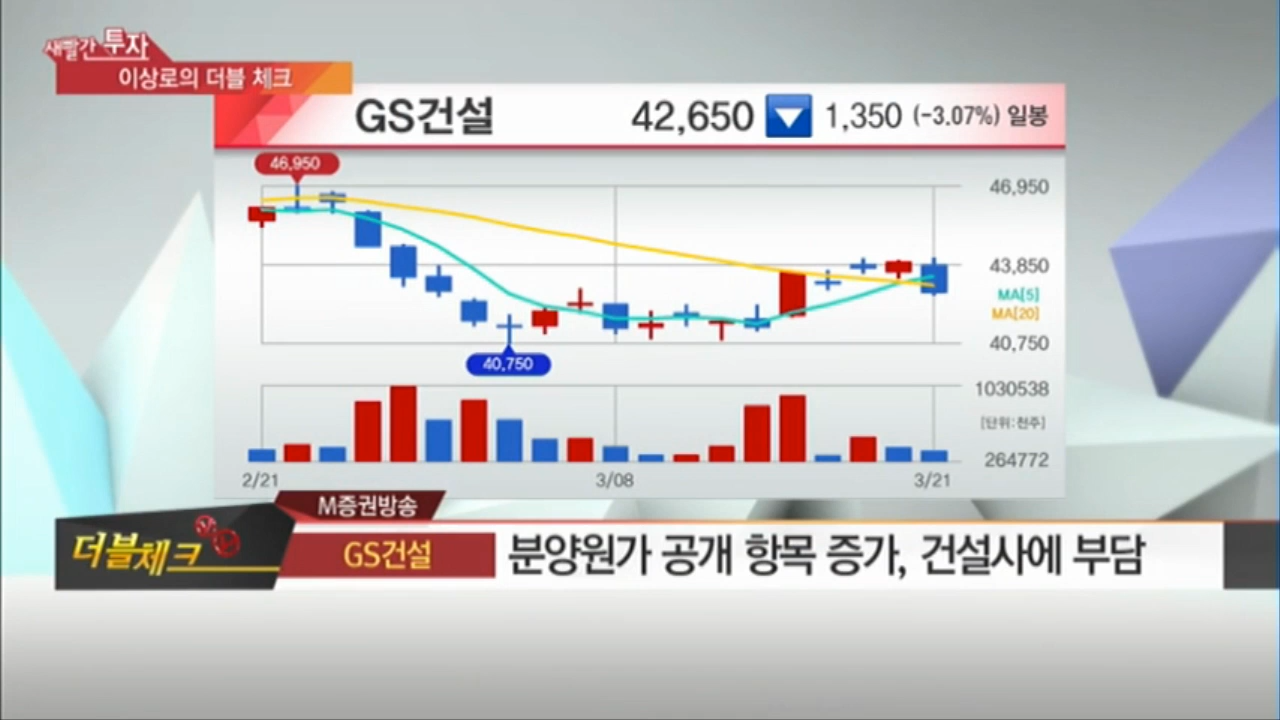 새빨간 투자
이상로의 더블 체크
GS건설 42,650 1,350 (-3.07%) 일봉
46,950
46,950
43,850
MA[5]
MA[20]
40,750
40,750
1030538
[단위:천주]
264772
2/21 3/08 3/21
M증권방송
더블체크
GS건설 분양원가 공개 항목 증가, 건설사에 부담